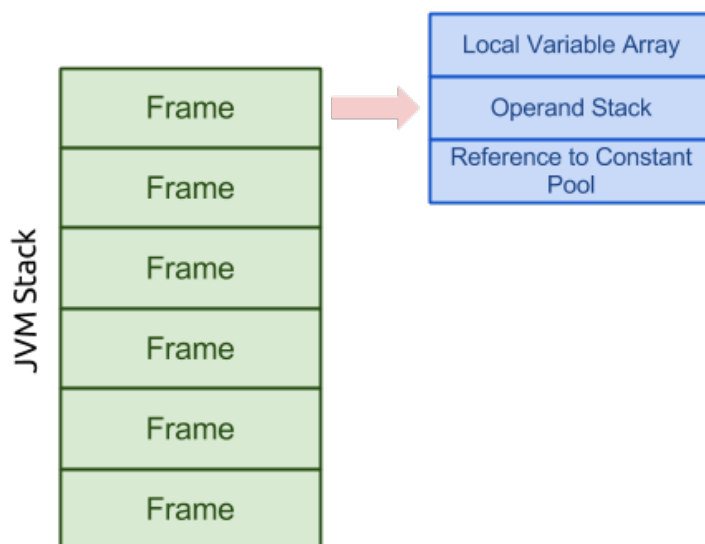 JVM Stack
Frame
Frame
Frame
Frame
Frame
Frame
Local Variable Array
Operand Stack
Reference to Constant
Pool